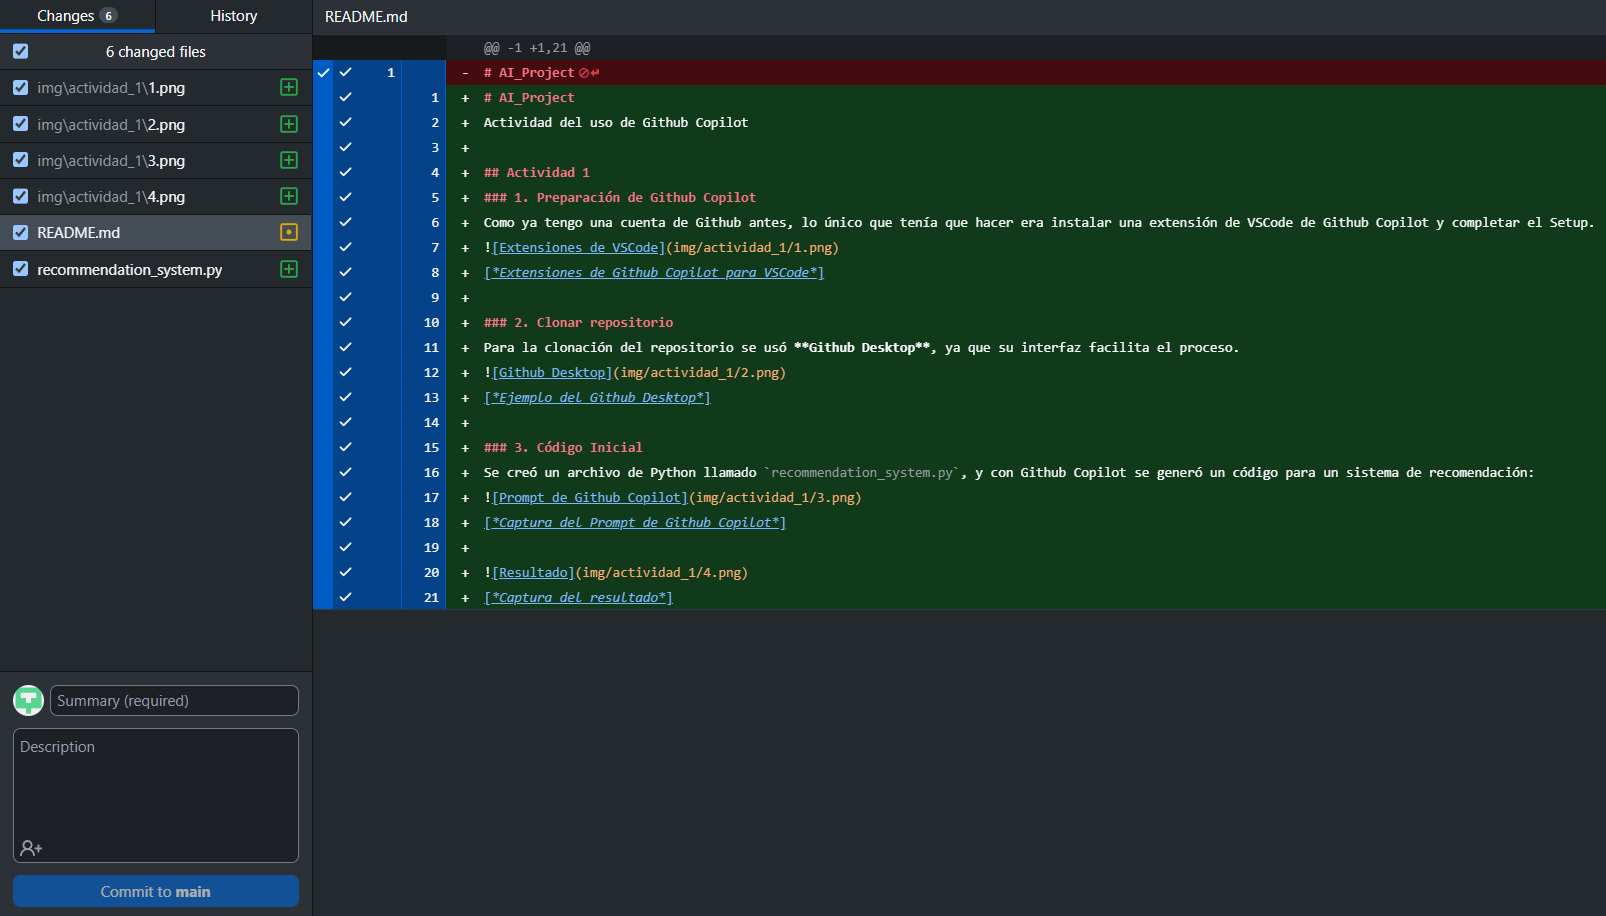 Changes 6
History
README.md
6 changed files
img\actividad_1\1.png
img\actividad_1\2.png
img\actividad_1\3.png
img\actividad_1\4.png
README.md
recommendation_system.py
@@ -1 +1,21 @@
1 - # AI_Project
1 + # AI_Project
2 + Actividad del uso de Github Copilot
3 +
4 + ## Actividad 1
5 + ### 1. Preparación de Github Copilot
6 + Como ya tengo una cuenta de Github antes, lo único que tenía que hacer era instalar una extensión de VSCode de Github Copilot y completar el Setup.
7 + ![Extensiones de VSCode](img/actividad_1/1.png)
8 + [*Extensiones de Github Copilot para VSCode*]
9 +
10 + ### 2. Clonar repositorio
11 + Para la clonación del repositorio se usó **Github Desktop**, ya que su interfaz facilita el proceso.
12 + ![Github Desktop](img/actividad_1/2.png)
13 + [*Ejemplo del Github Desktop*]
14 +
15 + ### 3. Código Inicial
16 + Se creó un archivo de Python llamado `recommendation_system.py`, y con Github Copilot se generó un código para un sistema de recomendación:
17 + ![Prompt de Github Copilot](img/actividad_1/3.png)
18 + [*Captura del Prompt de Github Copilot*]
19 +
20 + ![Resultado](img/actividad_1/4.png)
21 + [*Captura del resultado*]
Summary (required)
Description
Commit to main